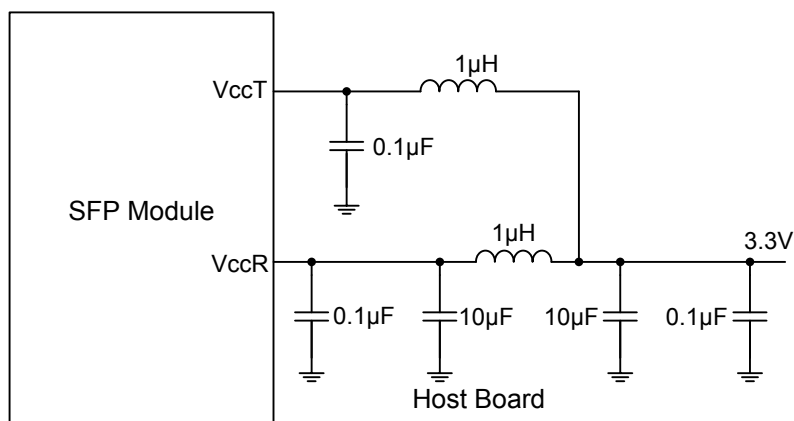 1µH
VccT
0.1µF
SFP Module
1µH
3.3V
VccR
0.1µF
10µF
10µF
0.1µF
Host Board